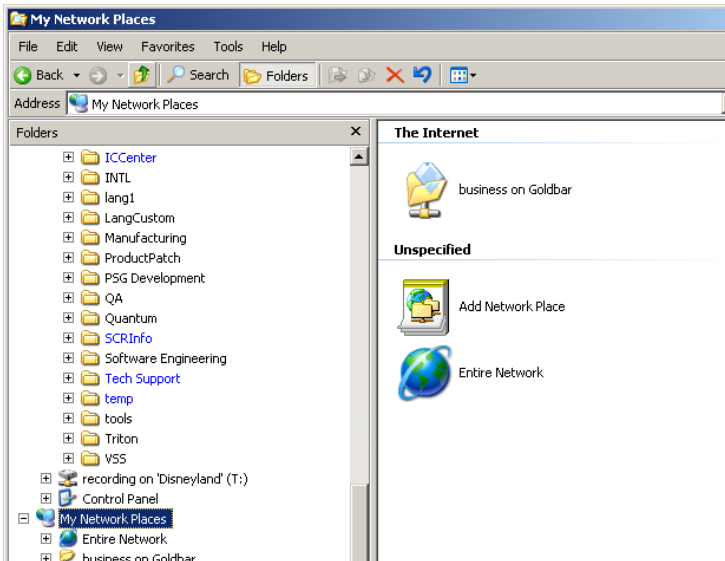 My Network Places
File Edit View Favorites Tools Help
Back Search Folders
Address My Network Places
Folders
ICCenter
INTL
lang1
LangCustom
Manufacturing
ProductPatch
PSG Development
QA
Quantum
SCRInfo
Software Engineering
Tech Support
temp
tools
Triton
VSS
recording on 'Disneyland' (T:)
Control Panel
My Network Places
Entire Network
business on Goldbar
The Internet
business on Goldbar
Unspecified
Add Network Place
Entire Network